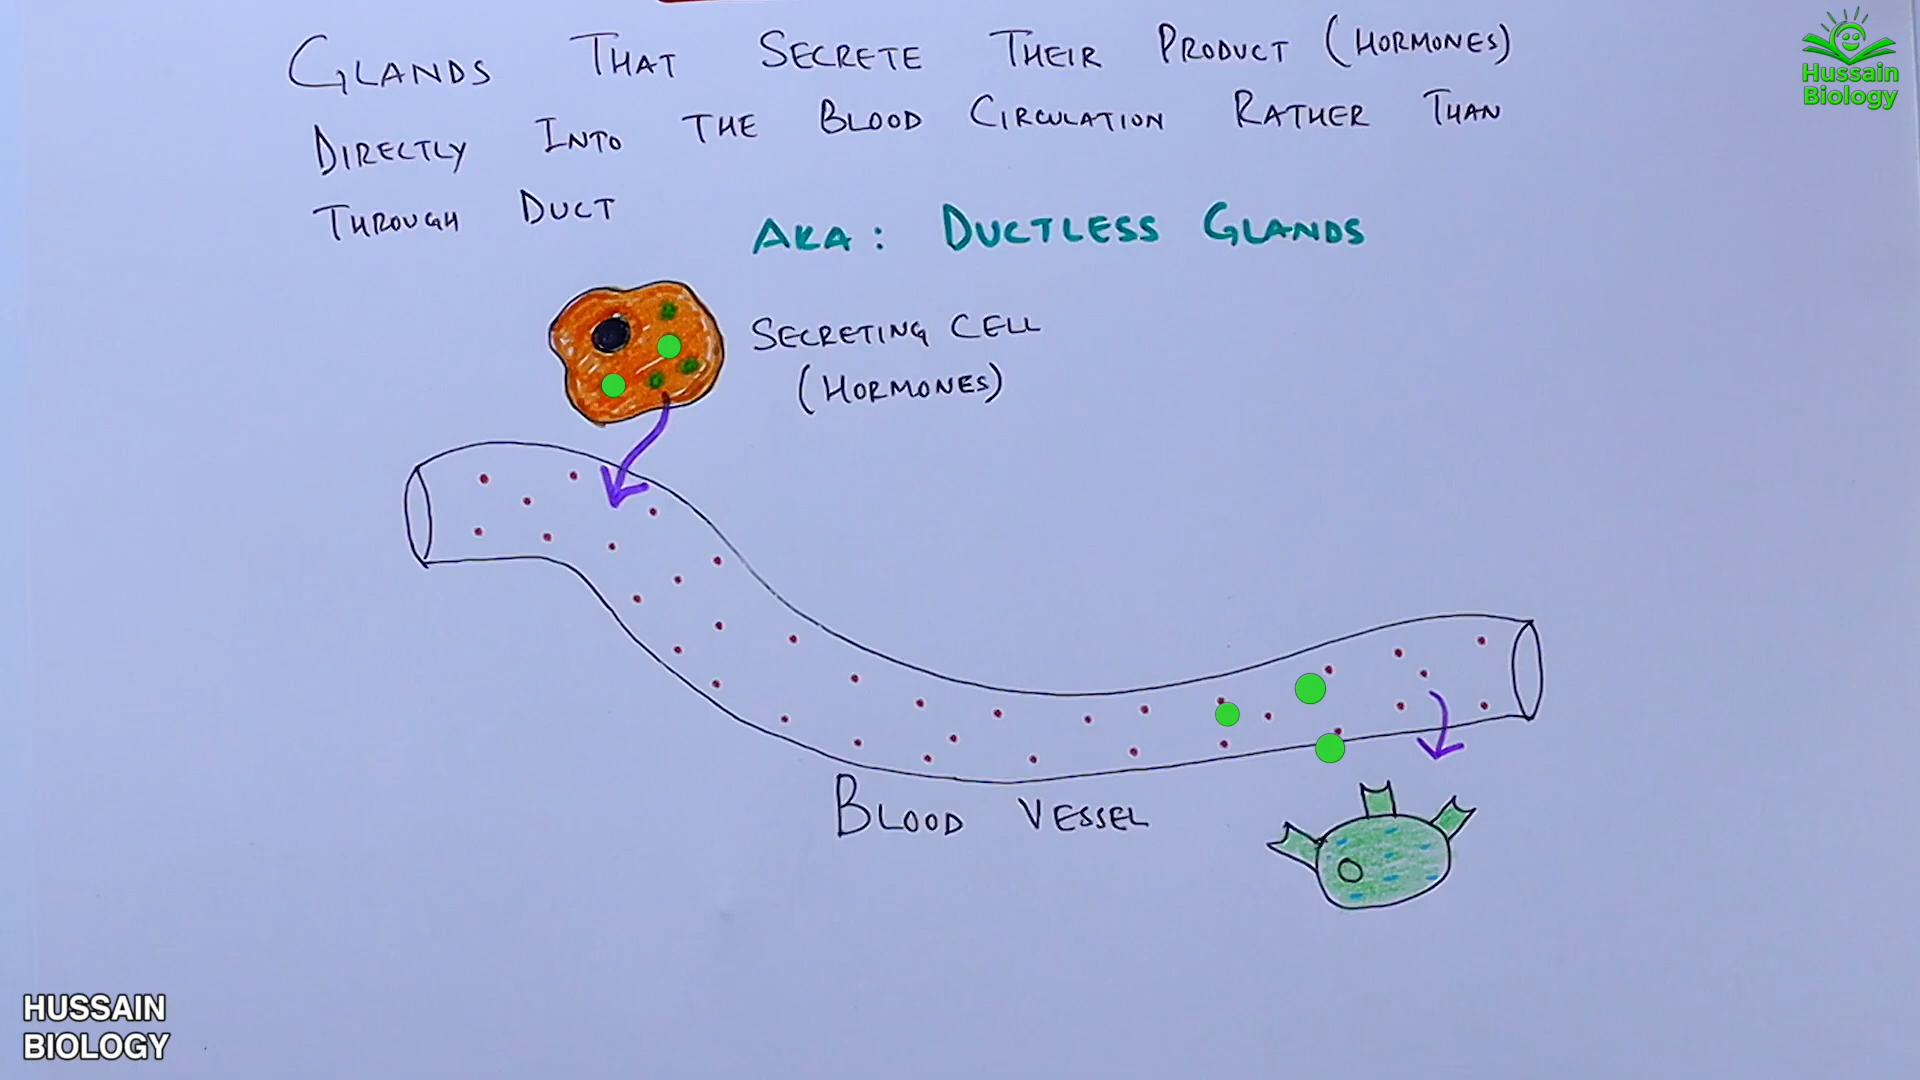 GLANDS THAT SECRETE THEIR PRODUCT (HORMONES)
DIRECTLY INTO THE BLOOD CIRCULATION RATHER THAN
THROUGH DUCT
AKA: DUCTLESS GLANDS
SECRETING CELL
(HORMONES)
BLOOD VESSEL
Hussain
Biology
HUSSAIN
BIOLOGY